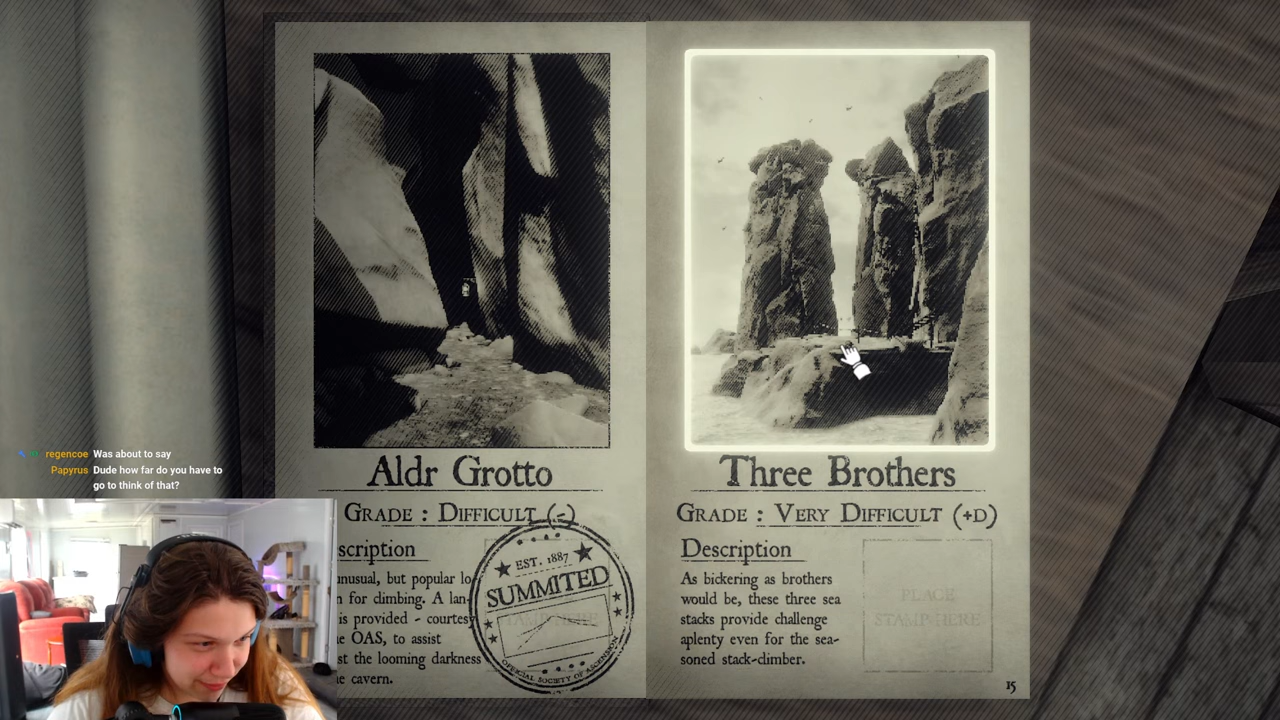 Aldr Grotto
Grade : Difficult (-)
scription
unusual, but popular lo-
n for climbing. A lan-
is provided - courtesy
e OAS, to assist
st the looming darkness
e cavern.
EST. 1887
SUMMITED
OFFICIAL SOCIETY OF ASCENSION
Three Brothers
Grade : Very Difficult (+D)
Description
As bickering as brothers
would be, these three sea
stacks provide challenge
aplenty even for the sea-
soned stack-climber.
PLACE
STAMP HERE
15
regencoe Was about to say
Papyrus Dude how far do you have to
go to think of that?